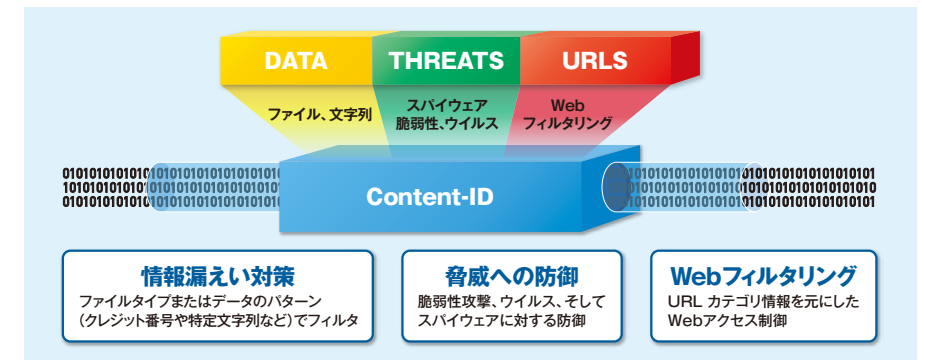 DATA THREATS URLS
ファイル、文字列
スパイウェア
脆弱性、ウイルス
Web
フィルタリング
Content-ID
情報漏えい対策
ファイルタイプまたはデータのパターン
（クレジット番号や特定文字列など）でフィルタ
脅威への防御
脆弱性攻撃、ウイルス、そして
スパイウェアに対する防御
Webフィルタリング
URL カテゴリ情報を元にした
Webアクセス制御